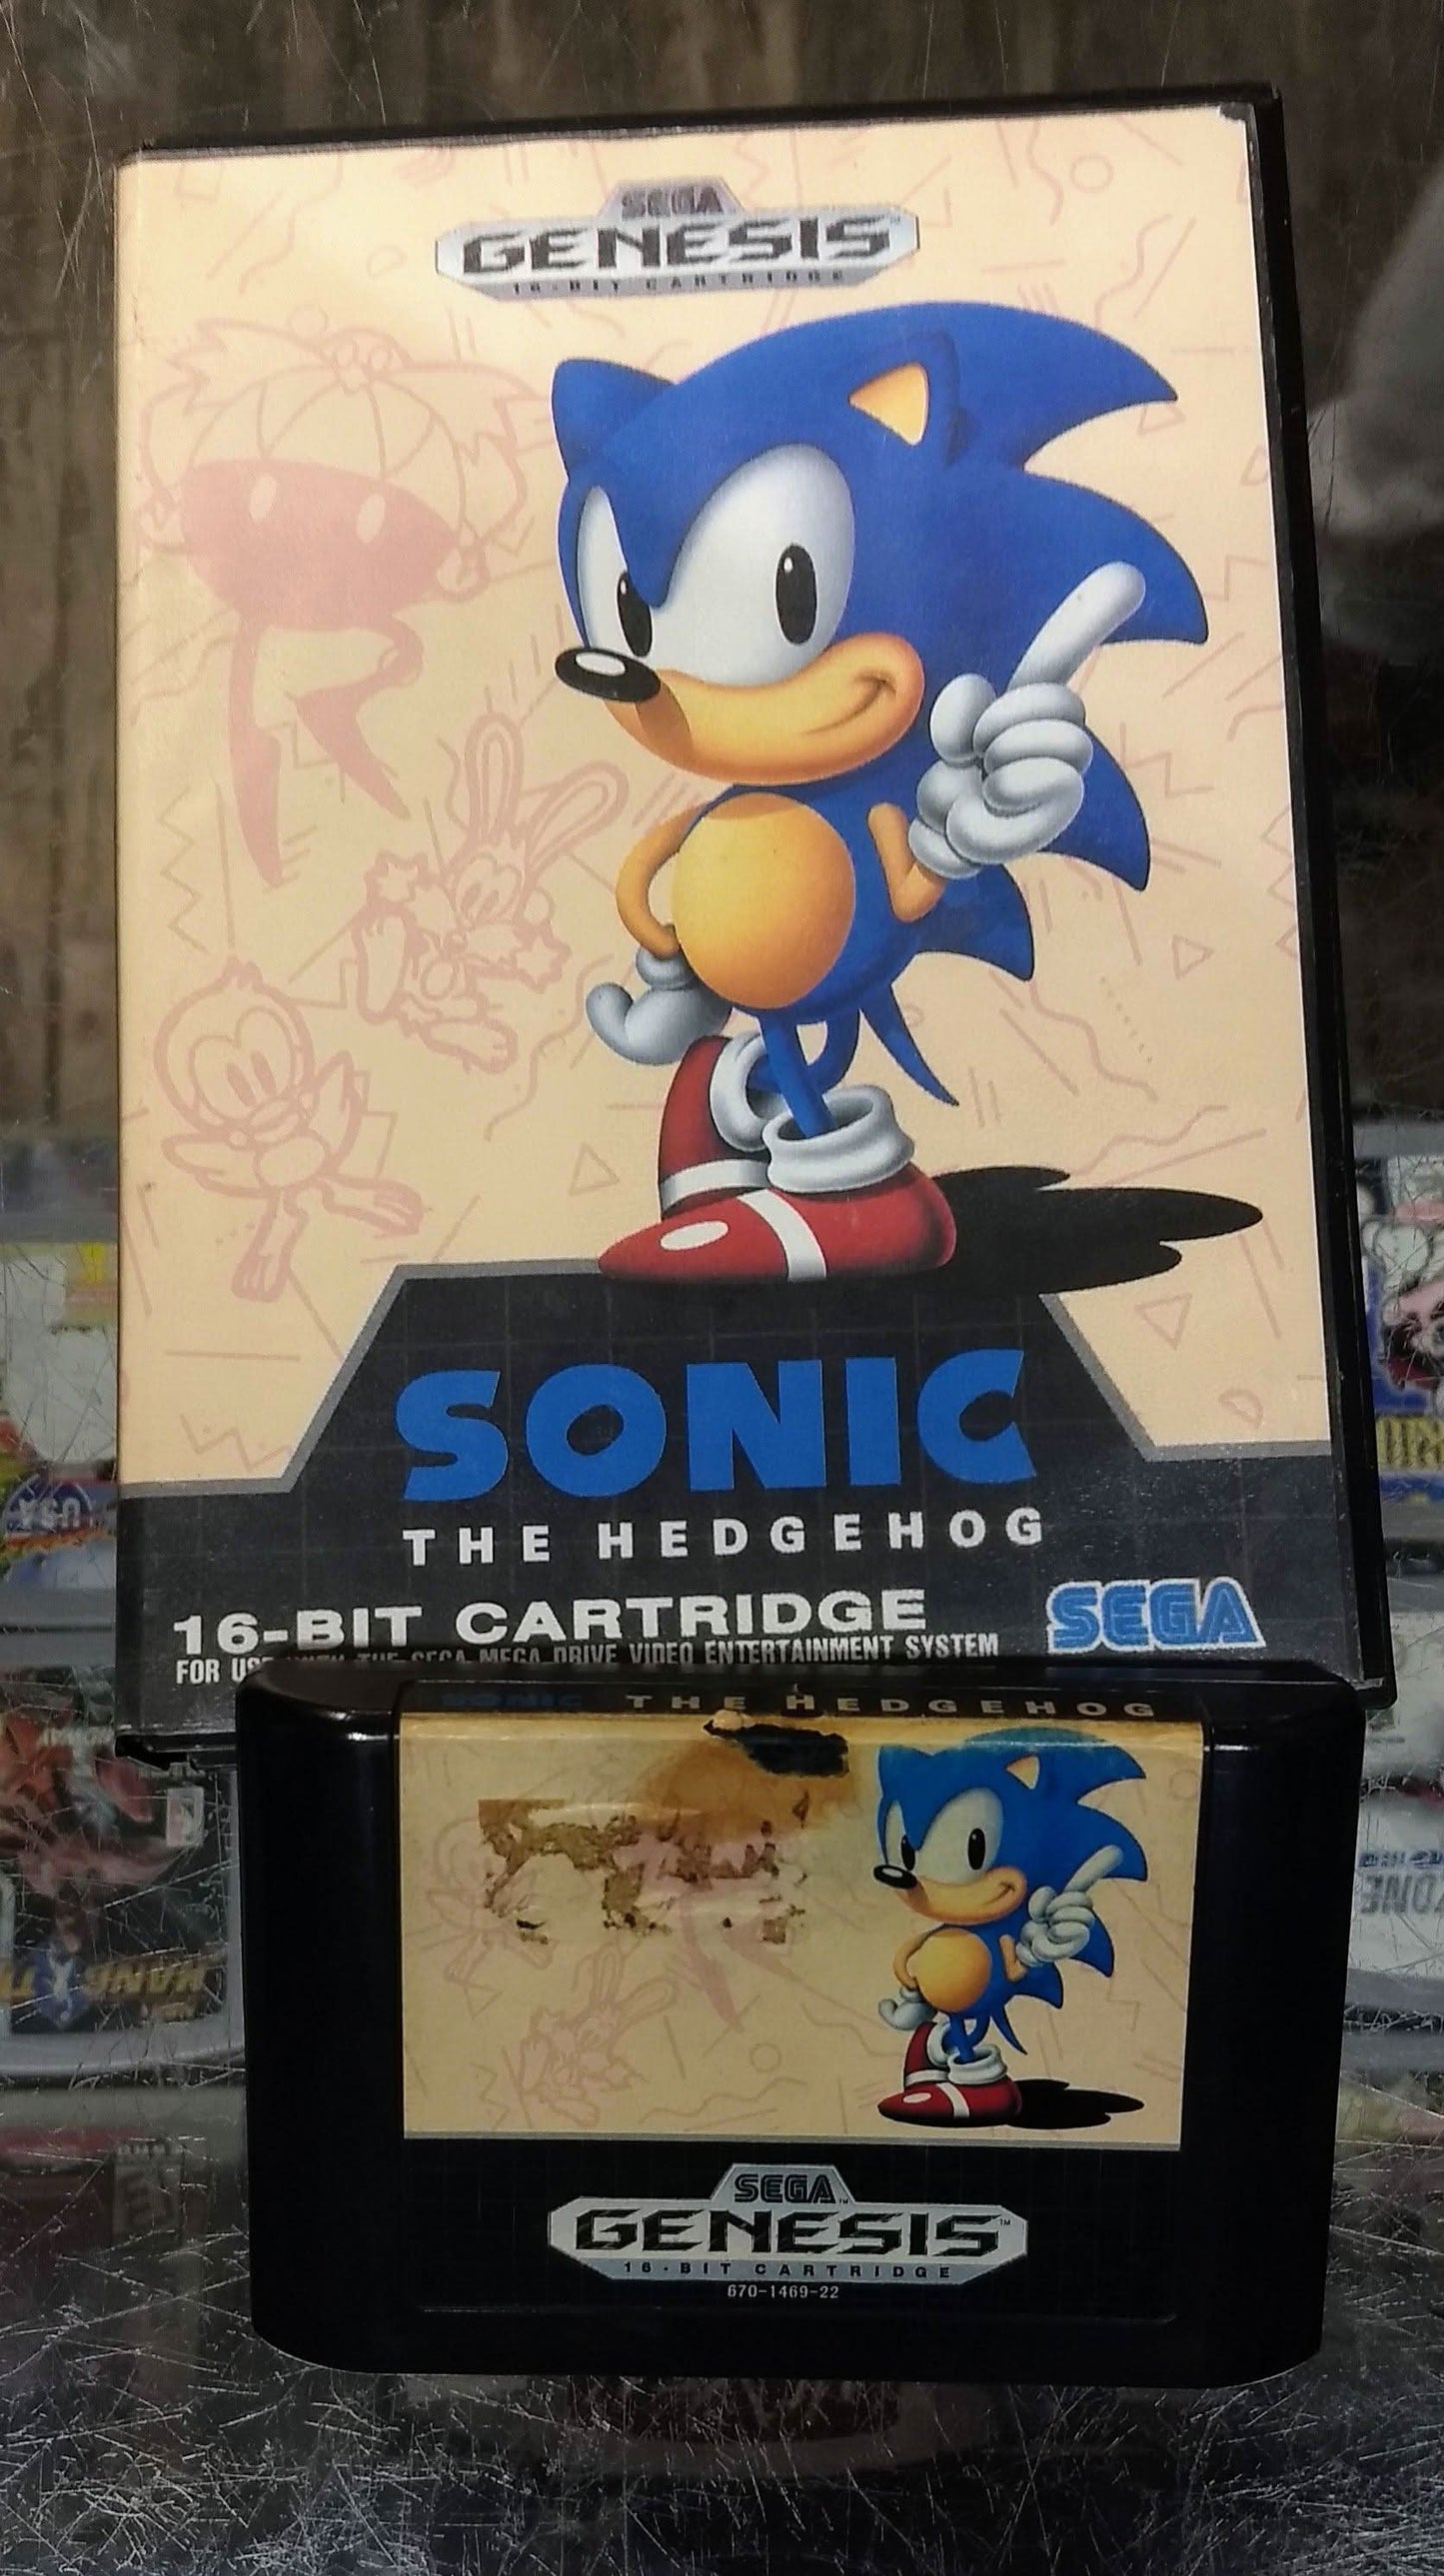 SEGA
GENESIS
16-BIT CARTRIDGE
SONIC
THE HEDGEHOG
16-BIT CARTRIDGE
SEGA
FOR USE WITH THE SEGA MEGA DRIVE VIDEO ENTERTAINMENT SYSTEM
SONIC THE HEDGEHOG
SEGA
GENESIS™
16-BIT CARTRIDGE
670-1469-22